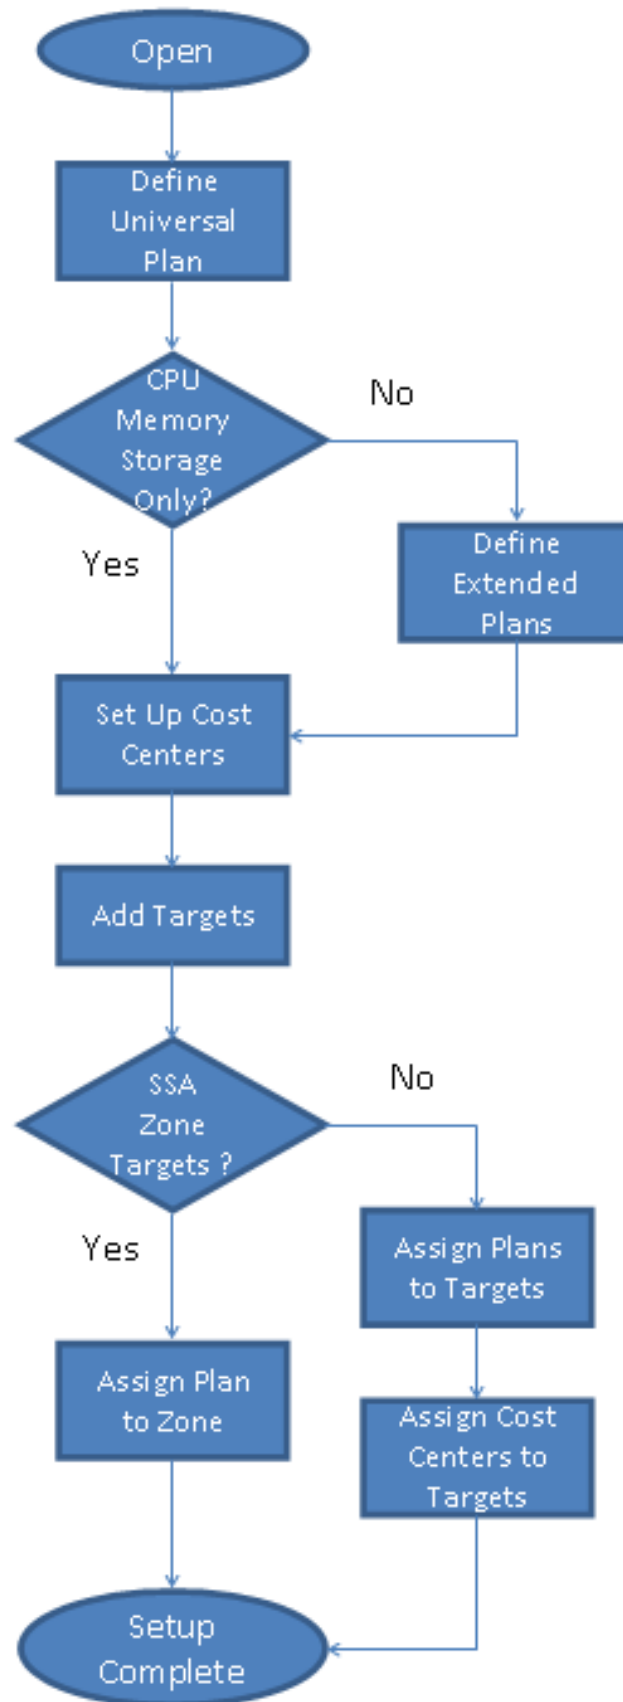 Open
Define
Universal
Plan
CPU
Memory
Storage
Only?
No
Yes
Define
Extended
Plans
Set Up Cost
Centers
Add Targets
SSA
Zone
Targets ?
No
Yes
Assign Plans
to Targets
Assign Plan
to Zone
Assign Cost
Centers to
Targets
Setup
Complete